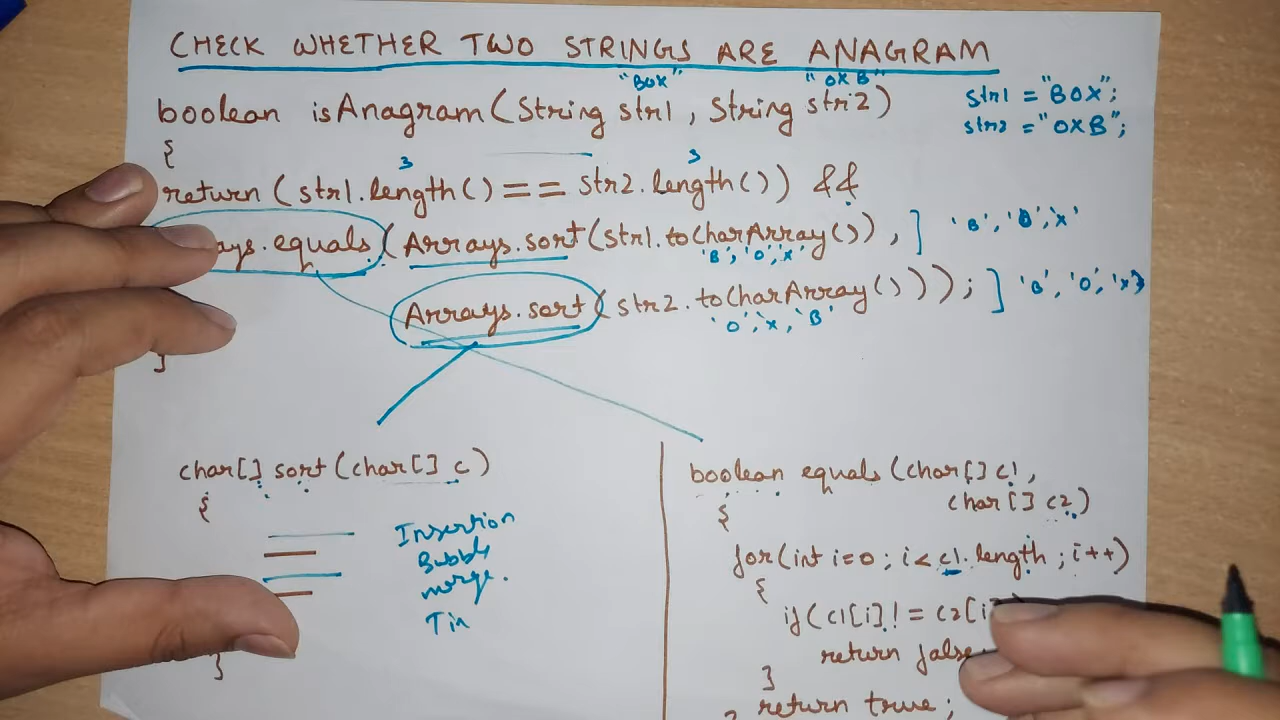 CHECK WHETHER TWO STRINGS ARE ANAGRAM
"BOX" "OXB"
boolean isAnagram(String str1, String str2)
str1 = "BOX";
str2 = "OXB";
{
3 3
return (str1.length() == str2.length()) &&
ays.equals(Arrays.sort(str1.toCharArray()), ] 'B', 'O', 'X'
'B', 'O', 'X'
Arrays.sort(str2.toCharArray())); ] 'B', 'O', 'X'
'O', 'X', 'B'
}
char[] sort(char[] c)
{
Insertion
Bubble
merge.
Tim
}
boolean equals(char[] c1,
char[] c2)
{
for(int i=0; i<c1.length; i++)
{
if(c1[i] != c2[i
return false;
}
return true;